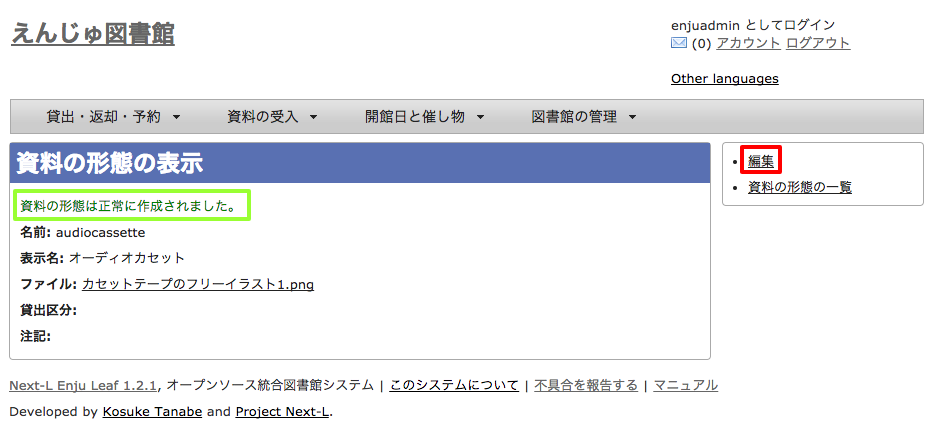 えんじゅ図書館
enjuadmin としてログイン
(0) アカウント ログアウト
Other languages
貸出・返却・予約 ▼ 資料の受入 ▼ 開館日と催し物 ▼ 図書館の管理 ▼
資料の形態の表示
資料の形態は正常に作成されました。
名前: audiocassette
表示名: オーディオカセット
ファイル: カセットテープのフリーイラスト1.png
貸出区分:
注記:
• 編集
• 資料の形態の一覧
Next-L Enju Leaf 1.2.1, オープンソース統合図書館システム | このシステムについて | 不具合を報告する | マニュアル
Developed by Kosuke Tanabe and Project Next-L.